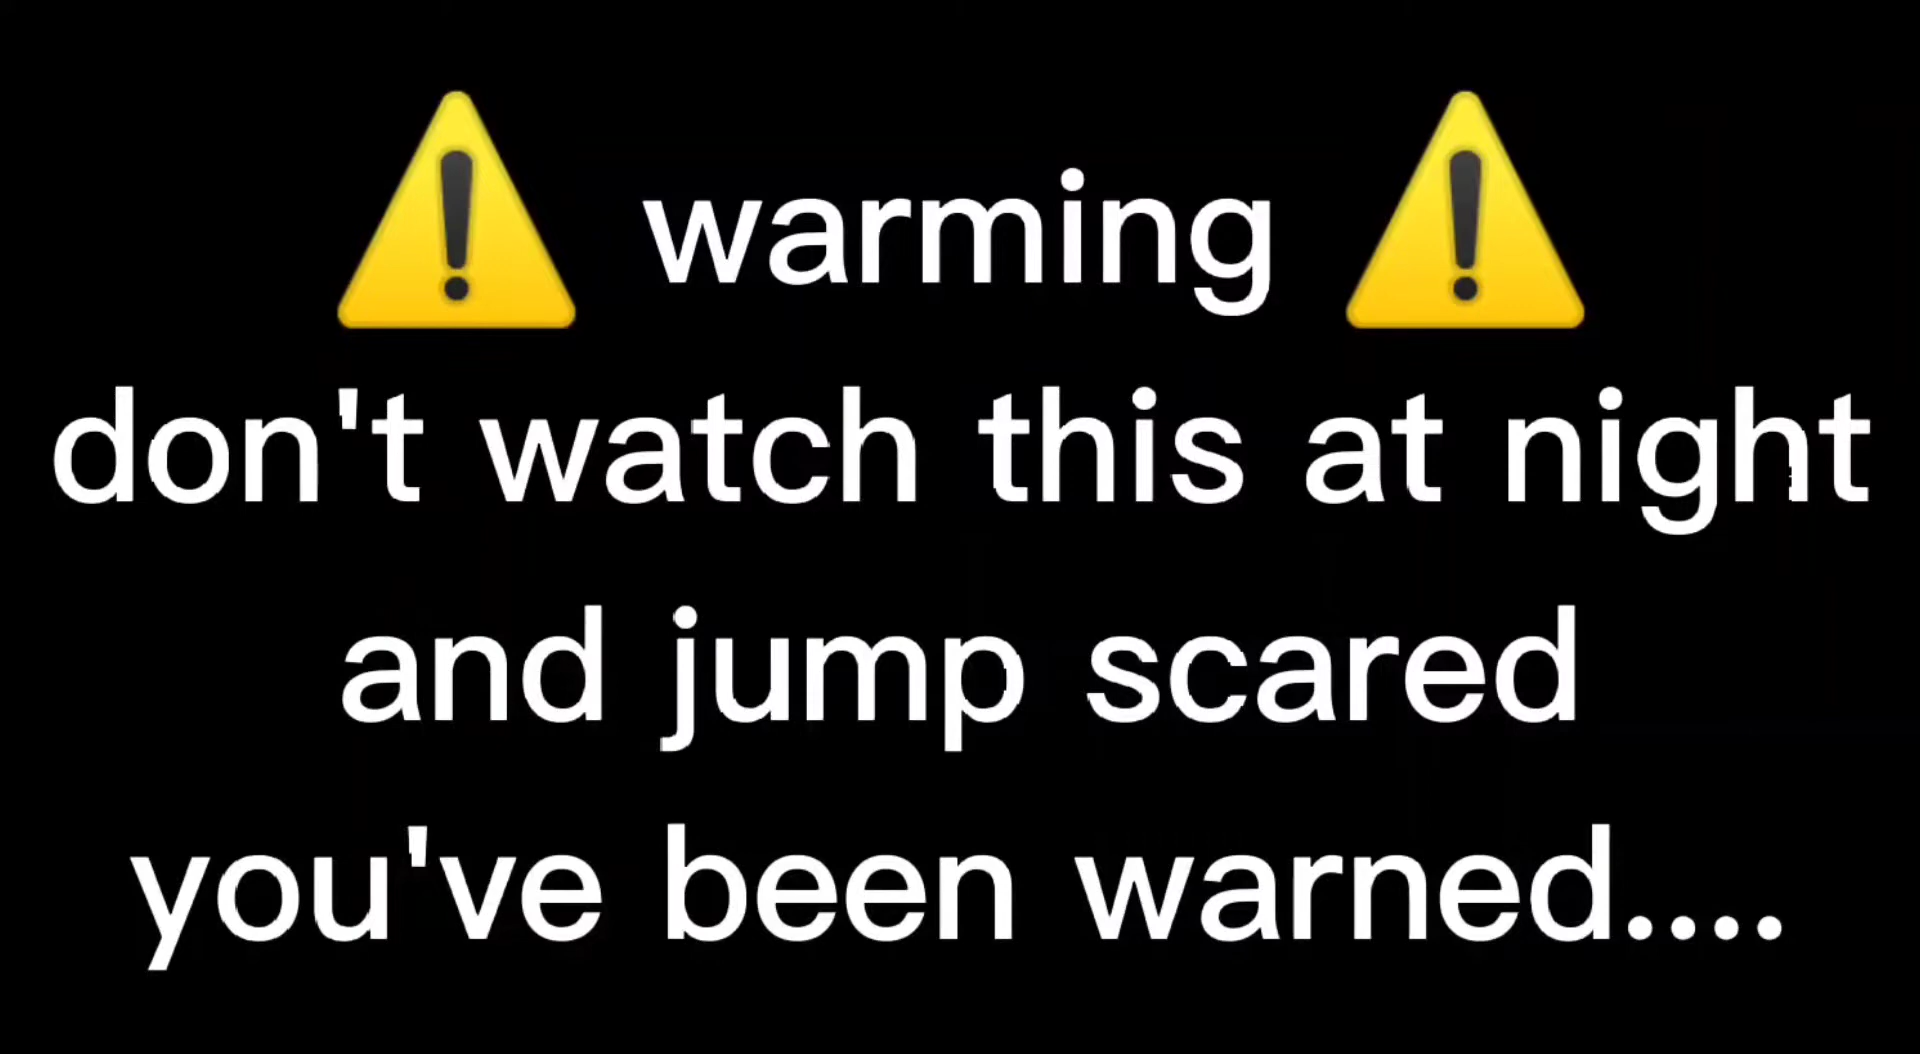 ⚠️ warming ⚠️
don't watch this at night
and jump scared
you've been warned....